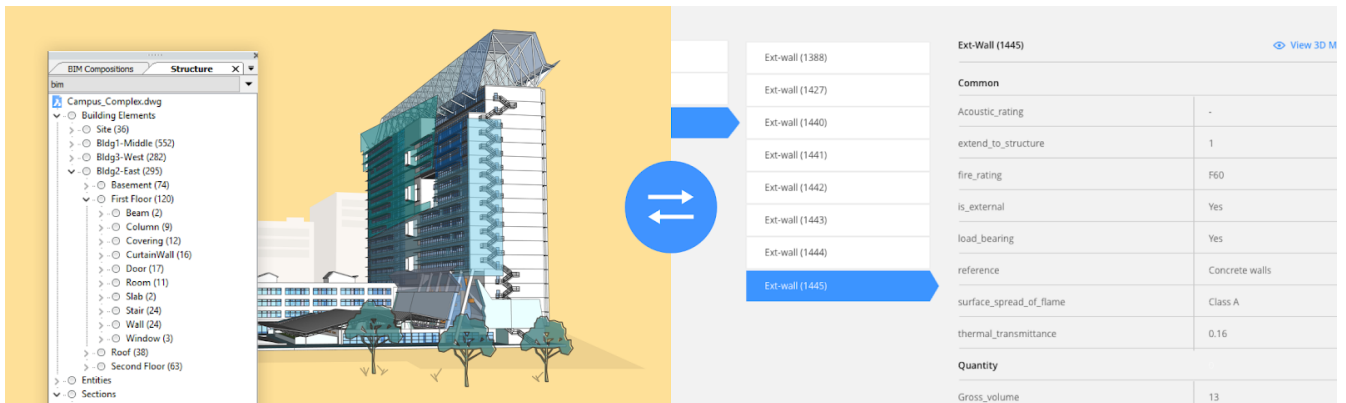 BIM Compositions
Structure
X
bim
Campus_Complex.dwg
Building Elements
Site (36)
Bldg1-Middle (552)
Bldg3-West (282)
Bldg2-East (295)
Basement (74)
First Floor (120)
Beam (2)
Column (9)
Covering (12)
CurtainWall (16)
Door (17)
Room (11)
Slab (2)
Stair (24)
Wall (24)
Window (3)
Roof (38)
Second Floor (63)
Entities
Sections
Ext-wall (1388)
Ext-wall (1427)
Ext-wall (1440)
Ext-wall (1441)
Ext-wall (1442)
Ext-wall (1443)
Ext-wall (1444)
Ext-wall (1445)
Ext-Wall (1445)
View 3D M
Common
Acoustic_rating -
extend_to_structure 1
fire_rating F60
is_external Yes
load_bearing Yes
reference Concrete walls
surface_spread_of_flame Class A
thermal_transmittance 0.16
Quantity
Gross_volume 13